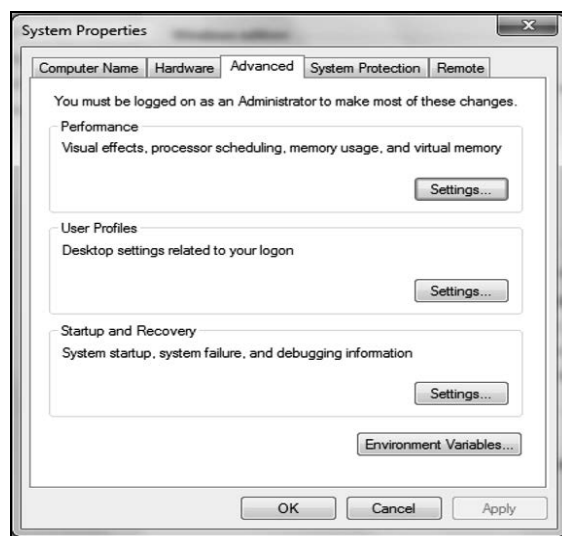 System Properties
Computer Name Hardware Advanced System Protection Remote
You must be logged on as an Administrator to make most of these changes.
Performance
Visual effects, processor scheduling, memory usage, and virtual memory
Settings...
User Profiles
Desktop settings related to your logon
Settings...
Startup and Recovery
System startup, system failure, and debugging information
Settings...
Environment Variables...
OK Cancel Apply